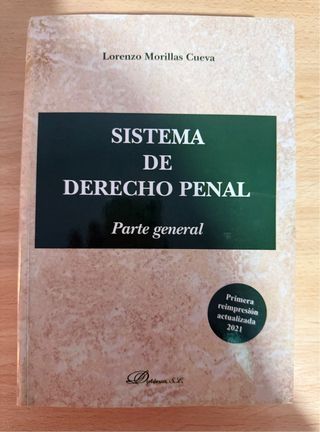 Lorenzo Morillas Cueva
SISTEMA
DE
DERECHO PENAL
Parte general
Primera
reimpresión
actualizada
2021
Dykinson, S.L.